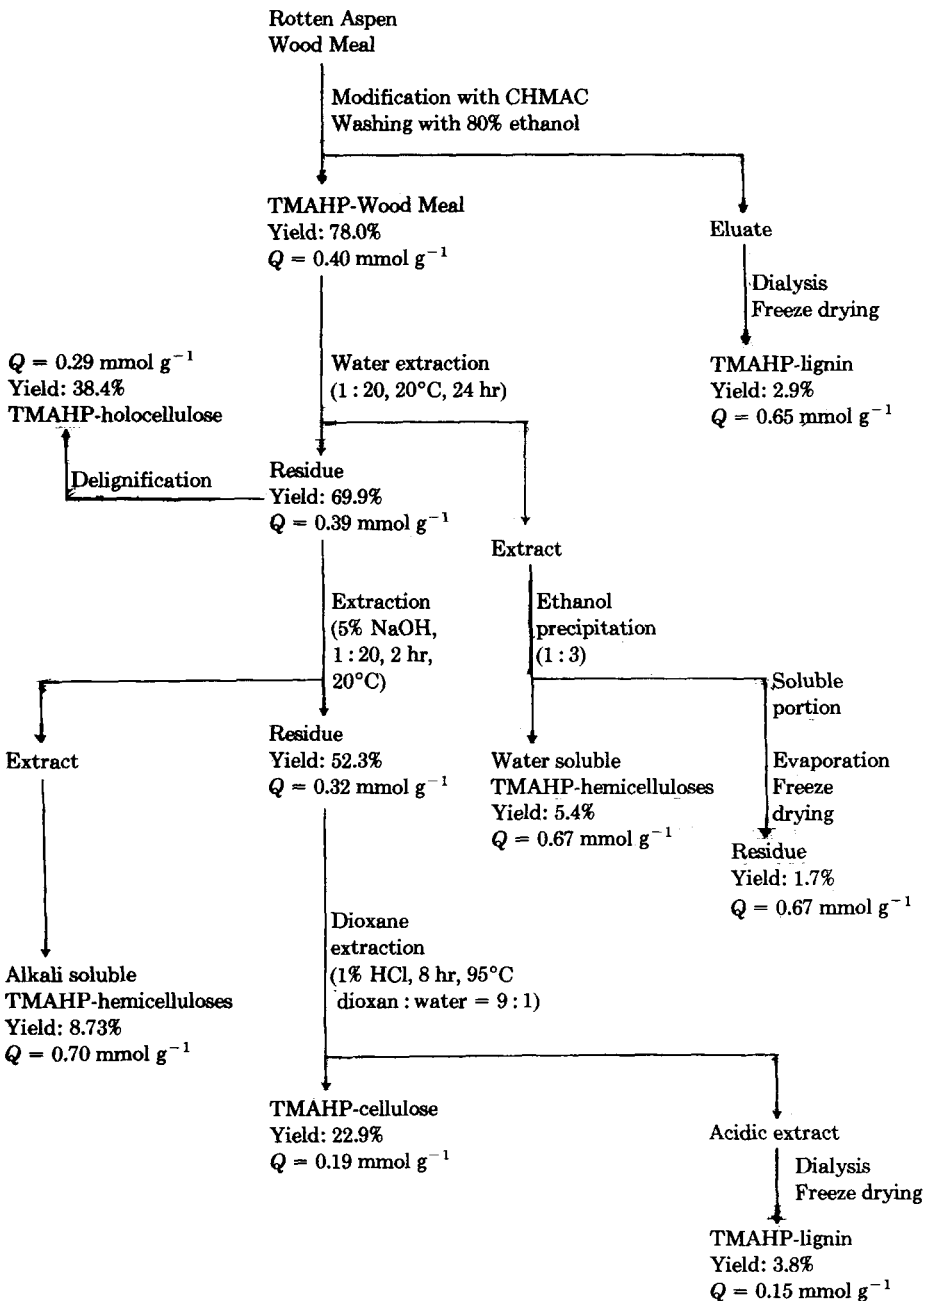 Rotten Aspen
Wood Meal
Modification with CHMAC
Washing with 80% ethanol
TMAHP-Wood Meal
Yield: 78.0%
Q = 0.40 mmol g⁻¹
Eluate
Dialysis
Freeze drying
TMAHP-lignin
Yield: 2.9%
Q = 0.65 mmol g⁻¹
Q = 0.29 mmol g⁻¹
Yield: 38.4%
TMAHP-holocellulose
Water extraction
(1 : 20, 20°C, 24 hr)
Delignification
Residue
Yield: 69.9%
Q = 0.39 mmol g⁻¹
Extract
Extraction
(5% NaOH,
1 : 20, 2 hr,
20°C)
Ethanol
precipitation
(1 : 3)
Soluble
portion
Extract
Residue
Yield: 52.3%
Q = 0.32 mmol g⁻¹
Water soluble
TMAHP-hemicelluloses
Yield: 5.4%
Q = 0.67 mmol g⁻¹
Evaporation
Freeze
drying
Residue
Yield: 1.7%
Q = 0.67 mmol g⁻¹
Dioxane
extraction
(1% HCl, 8 hr, 95°C
dioxan : water = 9 : 1)
Alkali soluble
TMAHP-hemicelluloses
Yield: 8.73%
Q = 0.70 mmol g⁻¹
TMAHP-cellulose
Yield: 22.9%
Q = 0.19 mmol g⁻¹
Acidic extract
Dialysis
Freeze drying
TMAHP-lignin
Yield: 3.8%
Q = 0.15 mmol g⁻¹